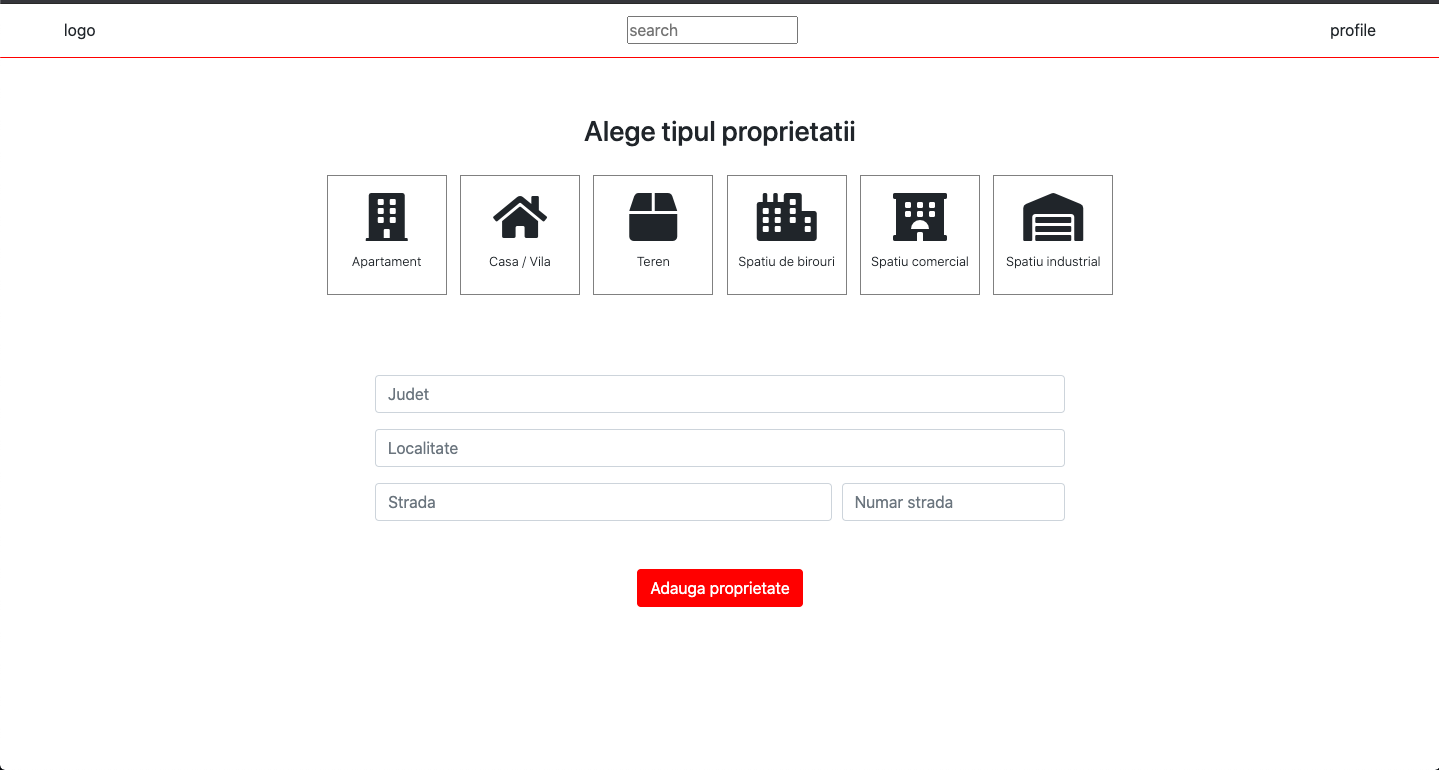 logo
search
profile
Alege tipul proprietatii
Apartament
Casa / Vila
Teren
Spatiu de birouri
Spatiu comercial
Spatiu industrial
Judet
Localitate
Strada
Numar strada
Adauga proprietate